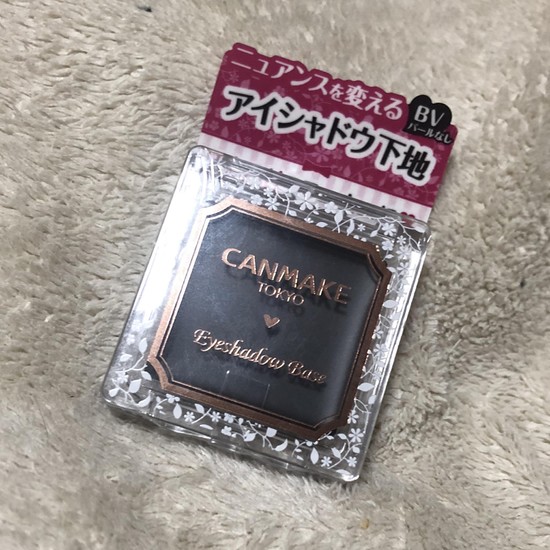 ニュアンスを変える
アイシャドウ下地
BV
パールなし
CANMAKE
TOKYO
Eyeshadow Base